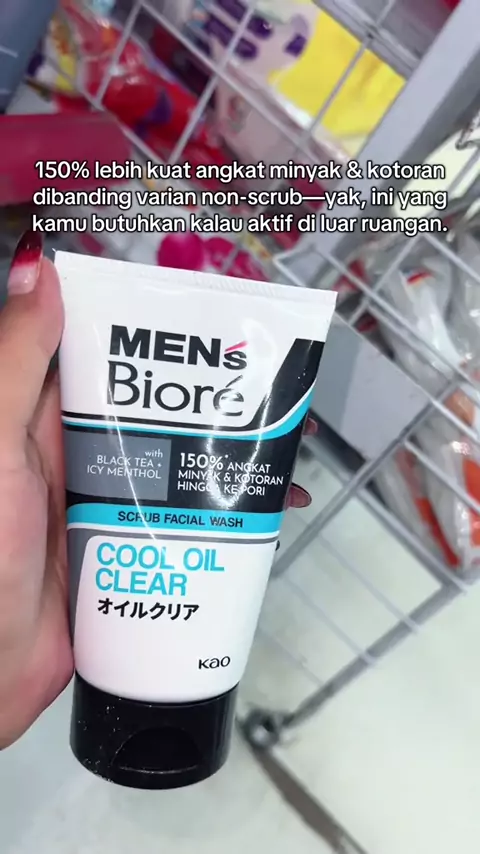 150% lebih kuat angkat minyak & kotoran
dibanding varian non-scrub—yak, ini yang
kamu butuhkan kalau aktif di luar ruangan.
MEN's
Bioré
with
BLACK TEA +
ICY MENTHOL
150%* ANGKAT
MINYAK & KOTORAN
HINGGA KE PORI
SCRUB FACIAL WASH
COOL OIL
CLEAR
オイルクリア
Kao